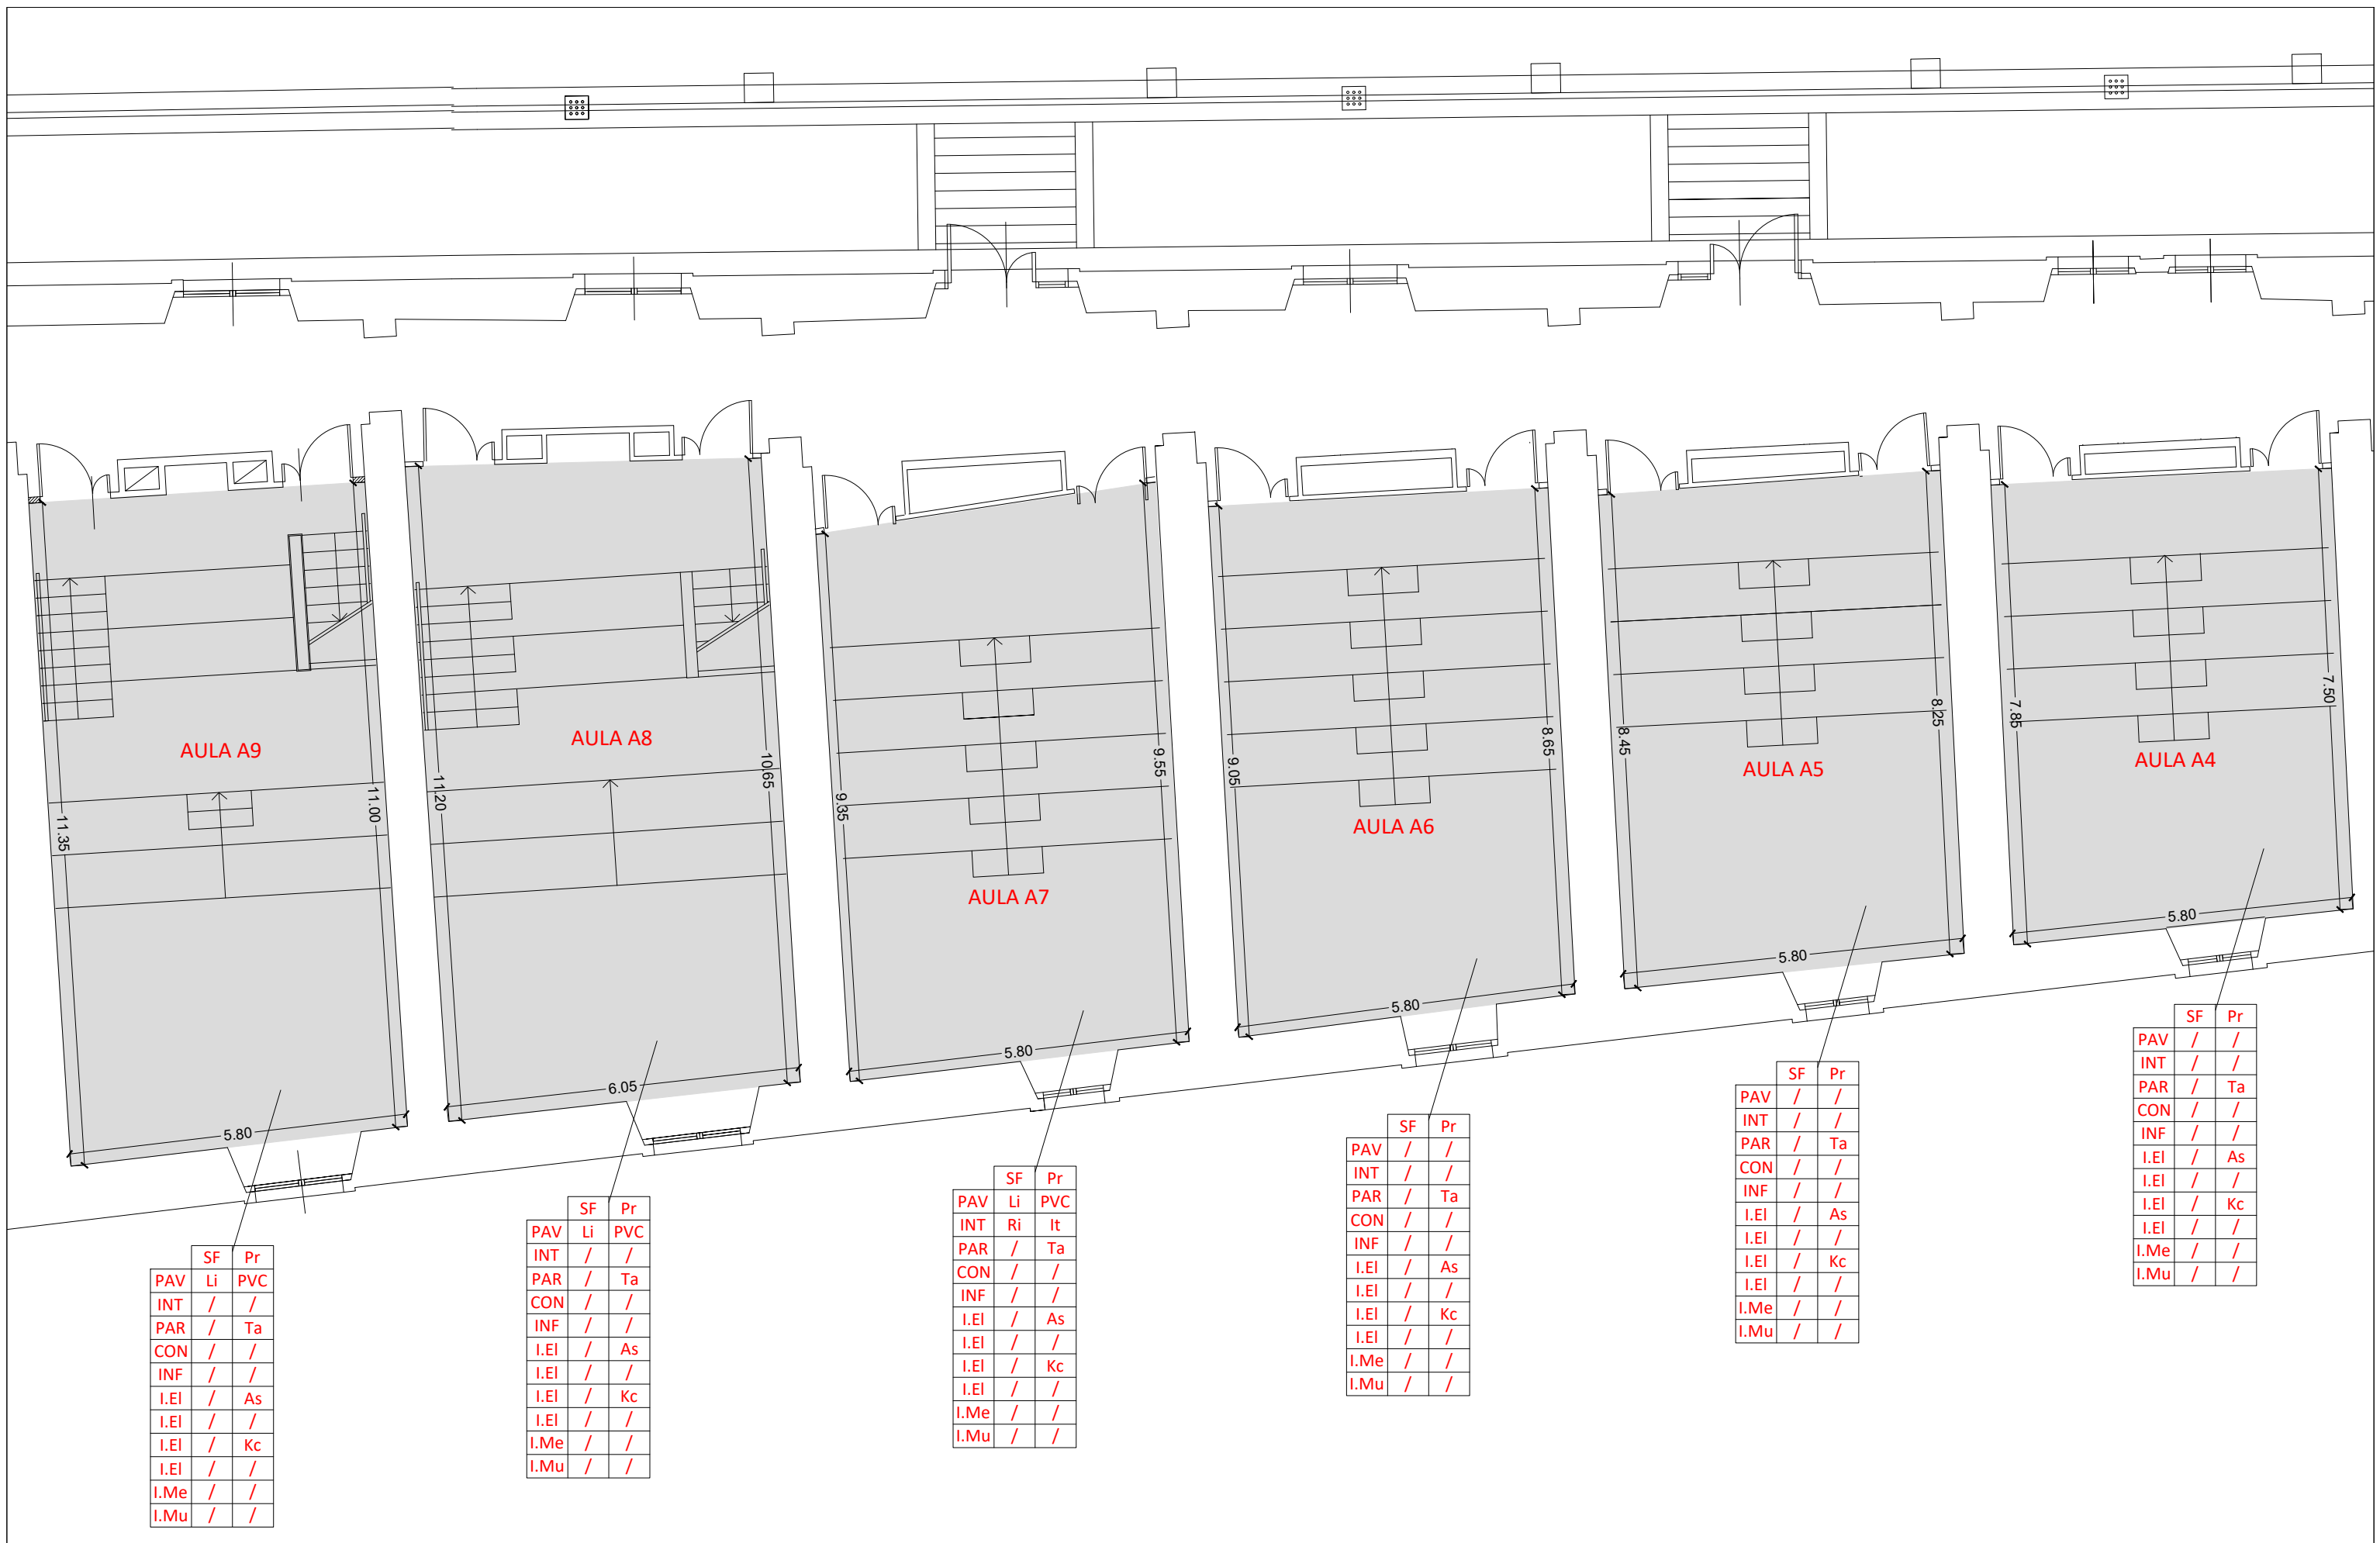 AULA A9
11.35
11.00
5.80
AULA A8
11.20
10.65
6.05
AULA A7
9.35
9.55
5.80
AULA A6
9.05
8.65
5.80
AULA A5
8.45
8.25
5.80
AULA A4
7.85
7.50
5.80
SF Pr
PAV Li PVC
INT / /
PAR / Ta
CON / /
INF / /
I.El / As
I.El / /
I.El / Kc
I.El / /
I.Me / /
I.Mu / /
SF Pr
PAV Li PVC
INT / /
PAR / Ta
CON / /
INF / /
I.El / As
I.El / /
I.El / Kc
I.El / /
I.Me / /
I.Mu / /
SF Pr
PAV Li PVC
INT Ri It
PAR / Ta
CON / /
INF / /
I.El / As
I.El / /
I.El / Kc
I.El / /
I.Me / /
I.Mu / /
SF Pr
PAV / /
INT / /
PAR / Ta
CON / /
INF / /
I.El / As
I.El / /
I.El / Kc
I.El / /
I.Me / /
I.Mu / /
SF Pr
PAV / /
INT / /
PAR / Ta
CON / /
INF / /
I.El / As
I.El / /
I.El / Kc
I.El / /
I.Me / /
I.Mu / /
SF Pr
PAV / /
INT / /
PAR / Ta
CON / /
INF / /
I.El / As
I.El / /
I.El / Kc
I.El / /
I.Me / /
I.Mu / /